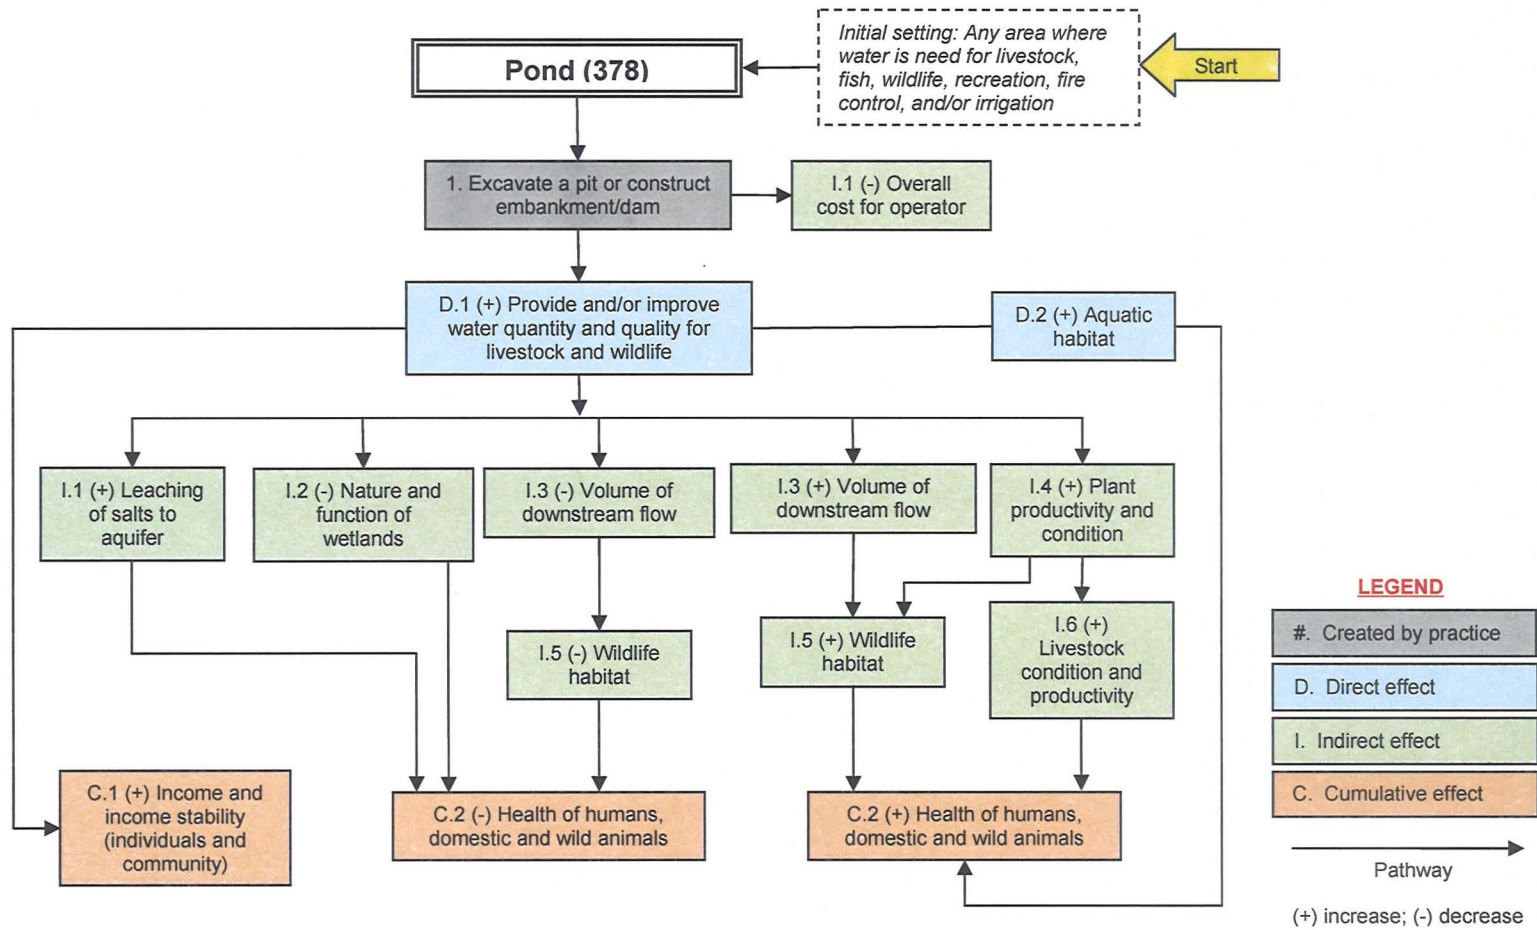 Initial setting: Any area where
water is need for livestock,
fish, wildlife, recreation, fire
control, and/or irrigation
Start
Pond (378)
1. Excavate a pit or construct
embankment/dam
I.1 (-) Overall
cost for operator
D.1 (+) Provide and/or improve
water quantity and quality for
livestock and wildlife
D.2 (+) Aquatic
habitat
I.1 (+) Leaching
of salts to
aquifer
I.2 (-) Nature and
function of
wetlands
I.3 (-) Volume of
downstream flow
I.3 (+) Volume of
downstream flow
I.4 (+) Plant
productivity and
condition
I.5 (-) Wildlife
habitat
I.5 (+) Wildlife
habitat
I.6 (+)
Livestock
condition and
productivity
C.1 (+) Income and
income stability
(individuals and
community)
C.2 (-) Health of humans,
domestic and wild animals
C.2 (+) Health of humans,
domestic and wild animals
LEGEND
#. Created by practice
D. Direct effect
I. Indirect effect
C. Cumulative effect
Pathway
(+) increase; (-) decrease